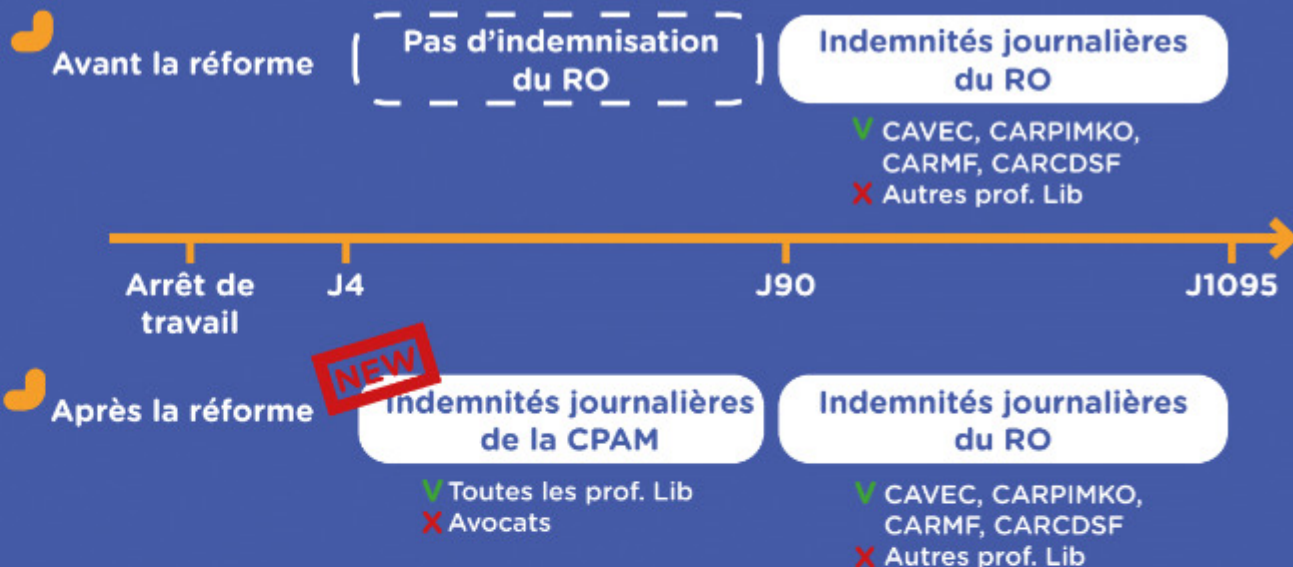 Avant la réforme
Pas d'indemnisation
du RO
Indemnités journalières
du RO
V CAVEC, CARPIMKO,
CARMF, CARCDSF
X Autres prof. Lib
Arrêt de
travail
J4
J90
J1095
NEW
Après la réforme
Indemnités journalières
de la CPAM
V Toutes les prof. Lib
X Avocats
Indemnités journalières
du RO
V CAVEC, CARPIMKO,
CARMF, CARCDSF
X Autres prof. Lib